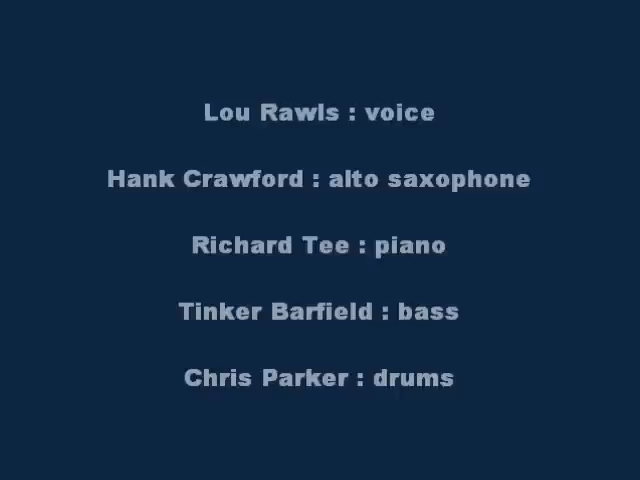 Lou Rawls : voice
Hank Crawford : alto saxophone
Richard Tee : piano
Tinker Barfield : bass
Chris Parker : drums